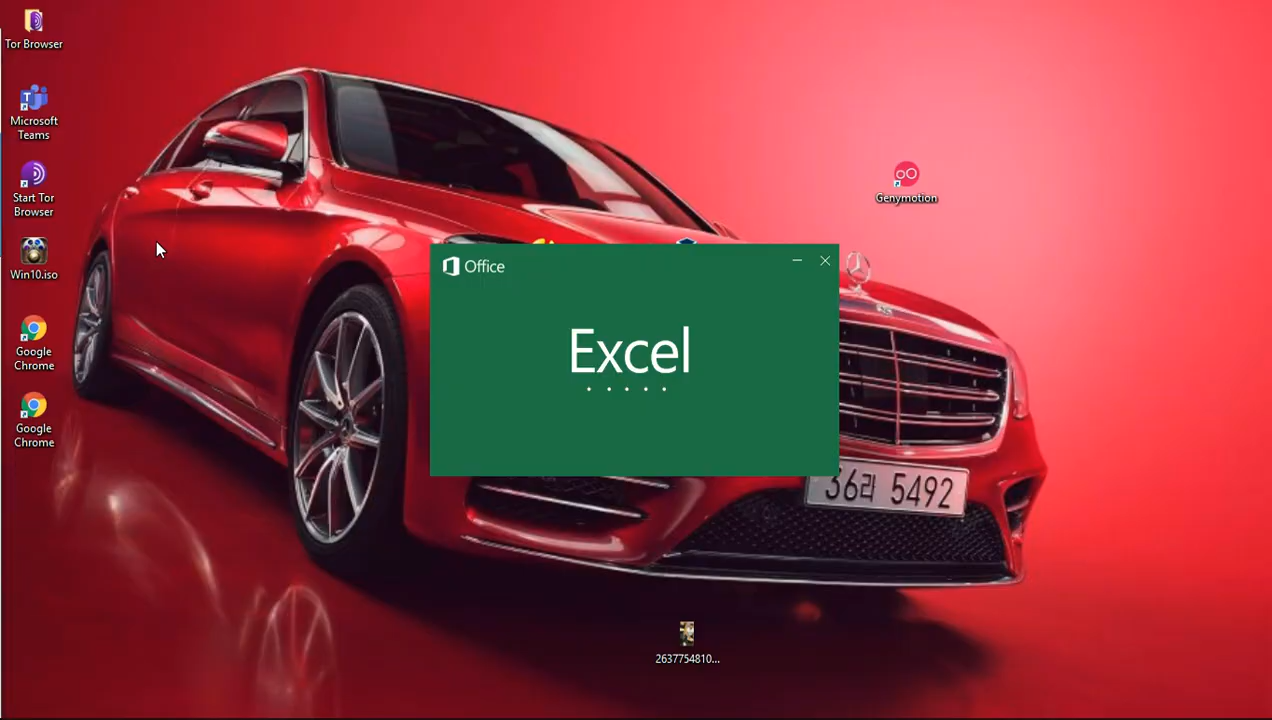 Tor Browser
Microsoft
Teams
Start Tor
Browser
Win10.iso
Google
Chrome
Google
Chrome
Genymotion
Office
Excel
36라 5492
2637754810...